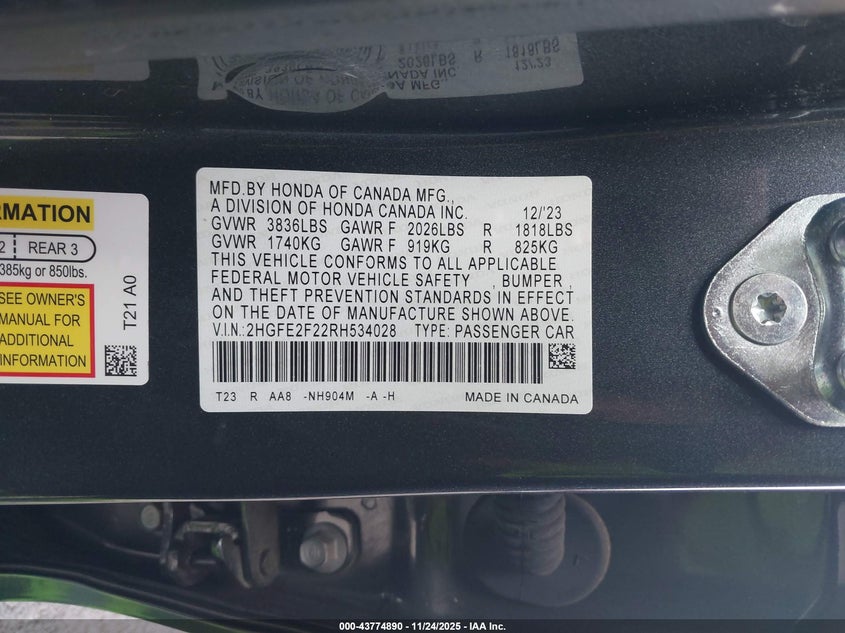 RMATION
2 REAR 3
385kg or 850lbs.
SEE OWNER'S
MANUAL FOR
ADDITIONAL
INFORMATION
T21 A0
MFD.BY HONDA OF CANADA MFG.,
A DIVISION OF HONDA CANADA INC. 12/'23
GVWR 3836LBS GAWR F 2026LBS R 1818LBS
GVWR 1740KG GAWR F 919KG R 825KG
THIS VEHICLE CONFORMS TO ALL APPLICABLE
FEDERAL MOTOR VEHICLE SAFETY , BUMPER ,
AND THEFT PREVENTION STANDARDS IN EFFECT
ON THE DATE OF MANUFACTURE SHOWN ABOVE.
V.I.N.: 2HGFE2F22RH534028 TYPE: PASSENGER CAR
T23 R AA8 -NH904M -A -H MADE IN CANADA
000-43774890 - 11/24/2025 - IAA Inc.